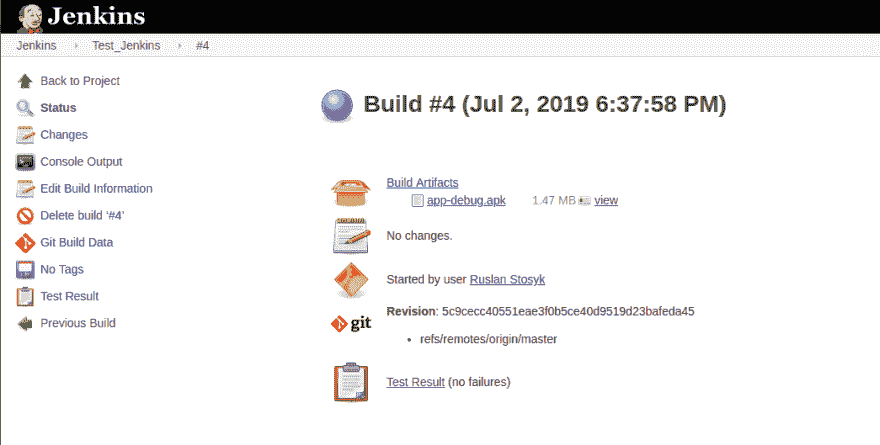 Jenkins
Jenkins Test_Jenkins #4
Back to Project
Status
Changes
Console Output
Edit Build Information
Delete build '#4'
Git Build Data
No Tags
Test Result
Previous Build
Build #4 (Jul 2, 2019 6:37:58 PM)
Build Artifacts
app-debug.apk 1.47 MB view
No changes.
Started by user Ruslan Stosyk
git Revision: 5c9cecc40551eae3f0b5ce40d9519d23bafeda45
refs/remotes/origin/master
Test Result (no failures)